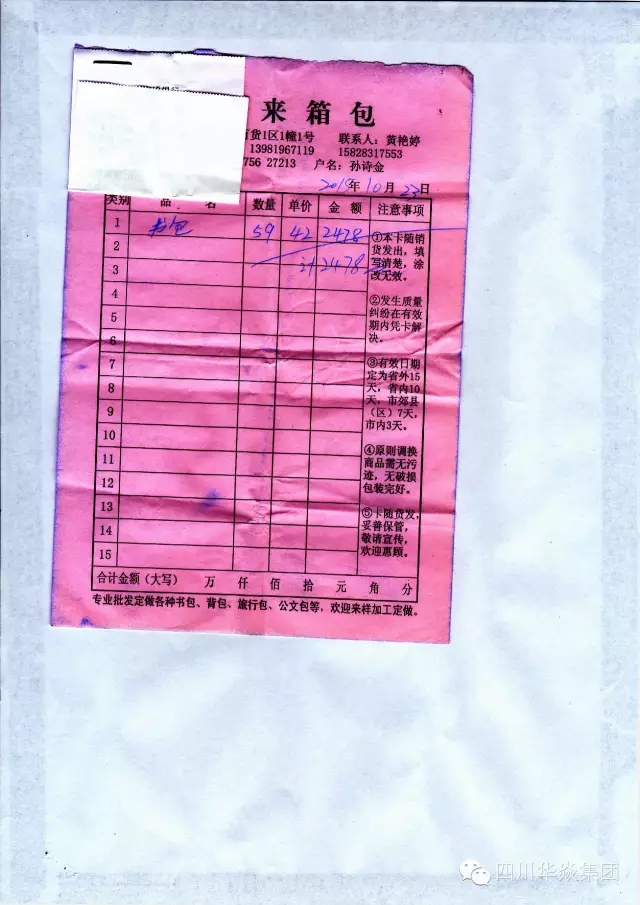 来箱包
百货1区1幢1号 联系人：黄艳婷
13981967119 15828317553
756 27213 户名：孙诗金
2015年10月23日
类别 品名 数量 单价 金额 注意事项
1 书包 59 42 2478
2
3 计2478
4
5
6
7
8
9
10
11
12
13
14
15
①本卡随销
货发出，填
写清楚，涂
改无效。
②发生质量
纠纷在有效
期内凭卡解
决。
③有效日期
定为省外15
天，省内10
天，市郊县
（区）7天，
市内3天。
④原则调换
商品需无污
迹，无破损
包装完好。
⑤卡随货发，
妥善保管，
敬请宣传，
欢迎惠顾。
合计金额（大写） 万 仟 佰 拾 元 角 分
专业批发定做各种书包、背包、旅行包、公文包等，欢迎来样加工定做。
四川华焱集团